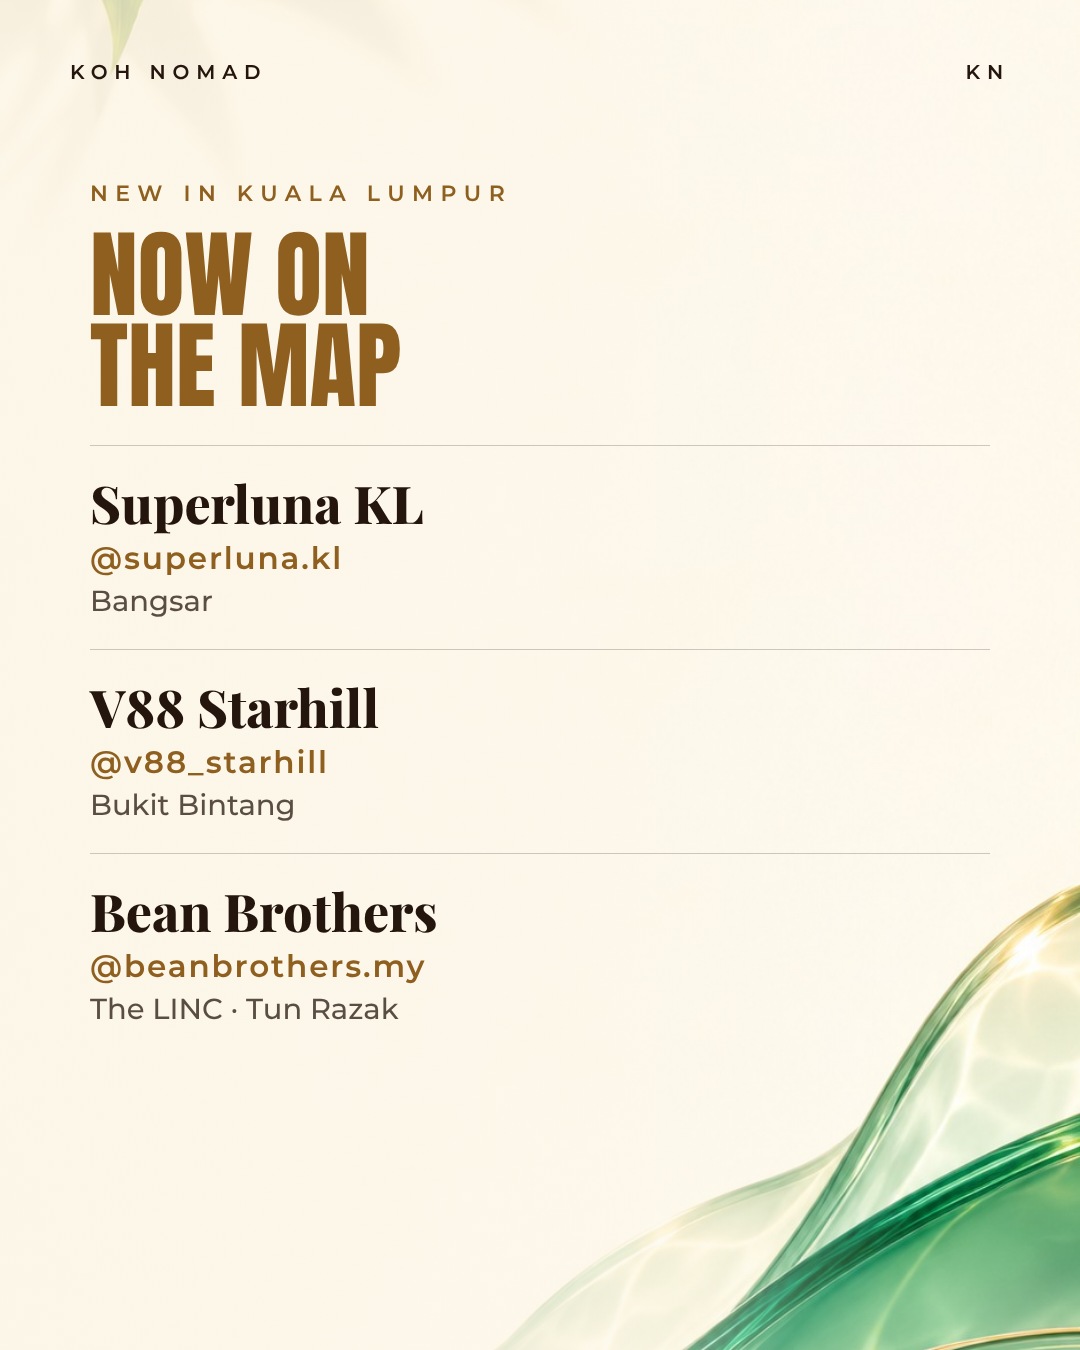 KOH NOMAD
KN
NEW IN KUALA LUMPUR
NOW ON
THE MAP
Superluna KL
@superluna.kl
Bangsar
V88 Starhill
@v88_starhill
Bukit Bintang
Bean Brothers
@beanbrothers.my
The LINC · Tun Razak